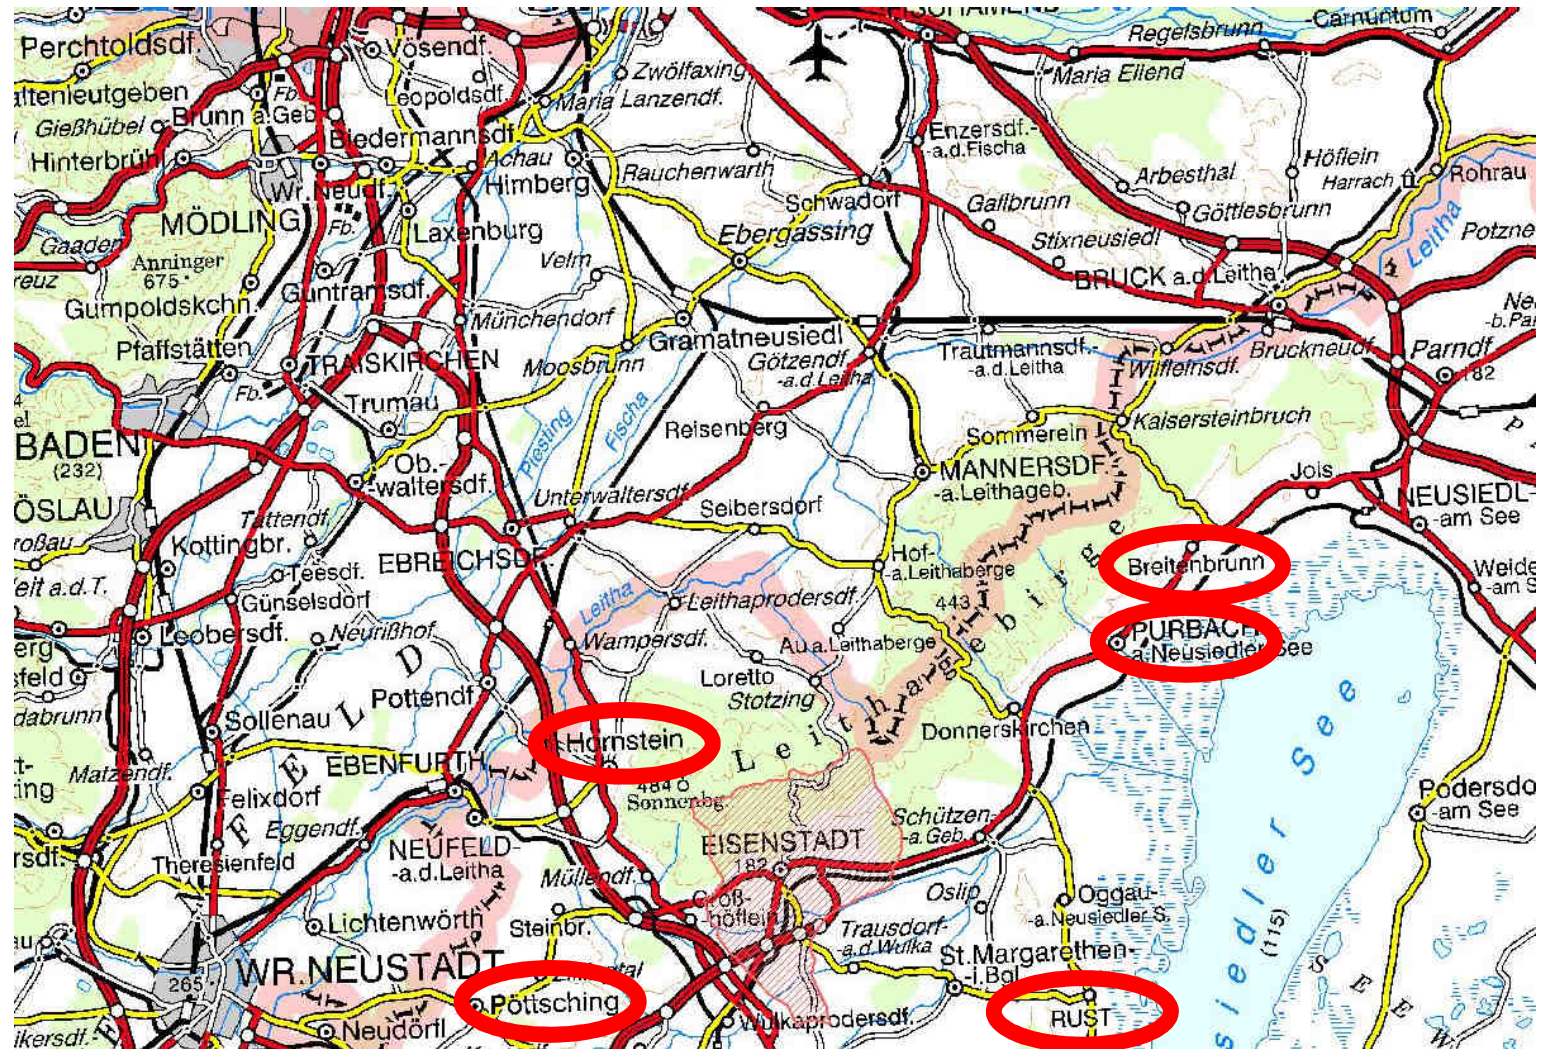 Perchtoldsdf.
Vösendf.
Regelsbrunn
-Carnuntum
Zwölfaxing
Maria Ellend
Fb.
Leopoldsdf.
Maria Lanzendf.
Gießhübel
Brunn a.Geb.
Biedermannsdf.
Enzersdf.-
-a.d.Fischa
Hinterbrühl
Achau
Himberg
Rauchenwarth
Höflein
Harrach
Rohrau
Arbesthal
Wr.Neudf.
Schwadorf
Gallbrunn
Göttlesbrunn
MÖDLING
Fb.
Laxenburg
Ebergassing
Stixneusiedl
Leitha
Potzne
Gaaden
Anninger
675
Velm
BRUCK a.d.Leitha
Guntramsdf.
Gumpoldskchn.
Münchendorf
Pfaffstätten
TRAISKIRCHEN
Moosbrunn
Gramatneusiedl
Götzendf.
-a.d.Leitha
Trautmannsdf.-
-a.d.Leitha
Wilfleinsdf.
Bruckneudf.
Parndf.
182
Fb.
Trumau
Piesting
Fischa
Reisenberg
Sommerein
Kaisersteinbruch
BADEN
(232)
Ob.-
-waltersdf.
MANNERSDF.-
-a.Leithageb.
Jois
NEUSIEDL-
-am See
Unterwaltersdf.
Seibersdorf
Tattendf.
Kottingbr.
EBREICHSDF.
Hof-
-a.Leithaberge
Breitenbrunn
Teesdf.
Günselsdorf
Leitha
Leithaprodersdf.
443
Weide
-am S
Leobersdf.
Neurißhof
Wampersdf.
Au a.Leithaberge
PURBACH
-a.Neusiedler See
Loretto
Stotzing
Pottendf.
Sollenau
Donnerskirchen
Hornstein
Leithagebirge
Matzendf.
EBENFURTH
484
Sonnenbg.
Felixdorf
Eggendf.
Theresienfeld
NEUFELD-
-a.d.Leitha
EISENSTADT
182
Schützen-
-a.Geb.
Podersdo
-am See
Müllendf.
Oslip
Oggau-
-a.Neusiedler S.
Lichtenwörth
Steinbr.
Groß-
-höflein
Trausdorf-
-a.d.Wulka
St.Margarethen-
-i.Bgl.
(115)
WR.NEUSTADT
265
Pöttsching
Neudörfl
Wulkaprodersdf.
RUST